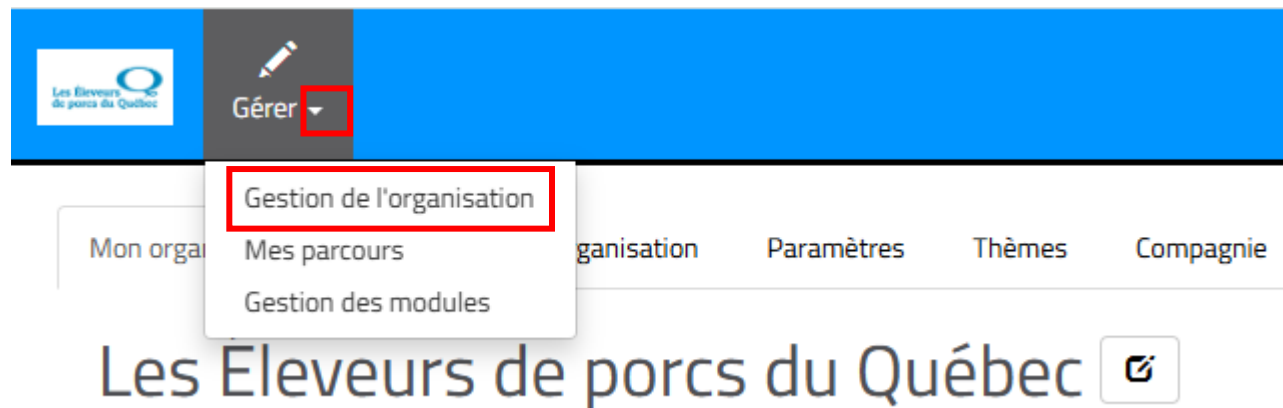 Les Éleveurs
de porcs du Québec
Gérer
Gestion de l'organisation
Mes parcours
Gestion des modules
Mon orga
ganisation
Paramètres
Thèmes
Compagnie
Les Éleveurs de porcs du Québec